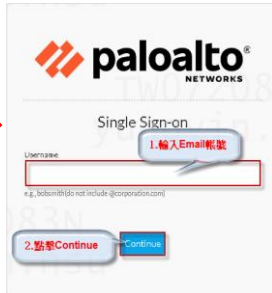 paloalto®
NETWORKS
Single Sign-on
1.輸入Email帳號
Username
e.g., bobsmith(do not include @corporation.com)
2.點擊Continue
Continue